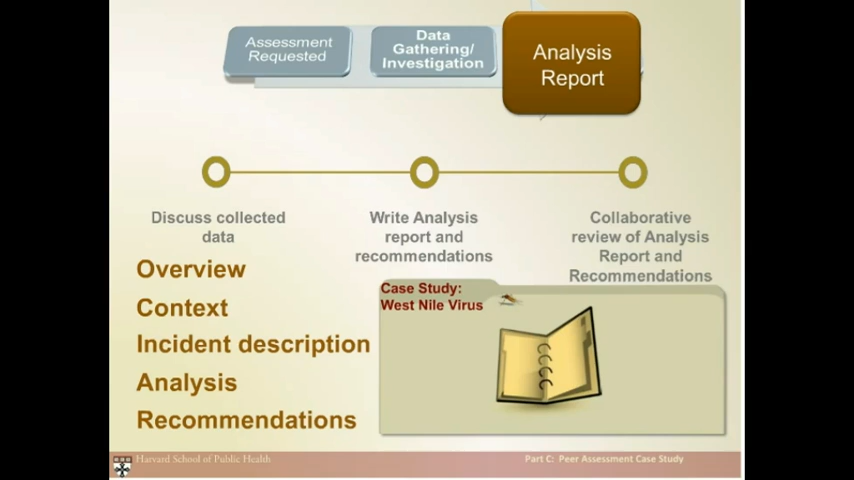 Assessment
Requested
Data
Gathering/
Investigation
Analysis
Report
Discuss collected
data
Write Analysis
report and
recommendations
Collaborative
review of Analysis
Report and
Recommendations
Overview
Context
Incident description
Analysis
Recommendations
Case Study:
West Nile Virus
Harvard School of Public Health
Part C: Peer Assessment Case Study